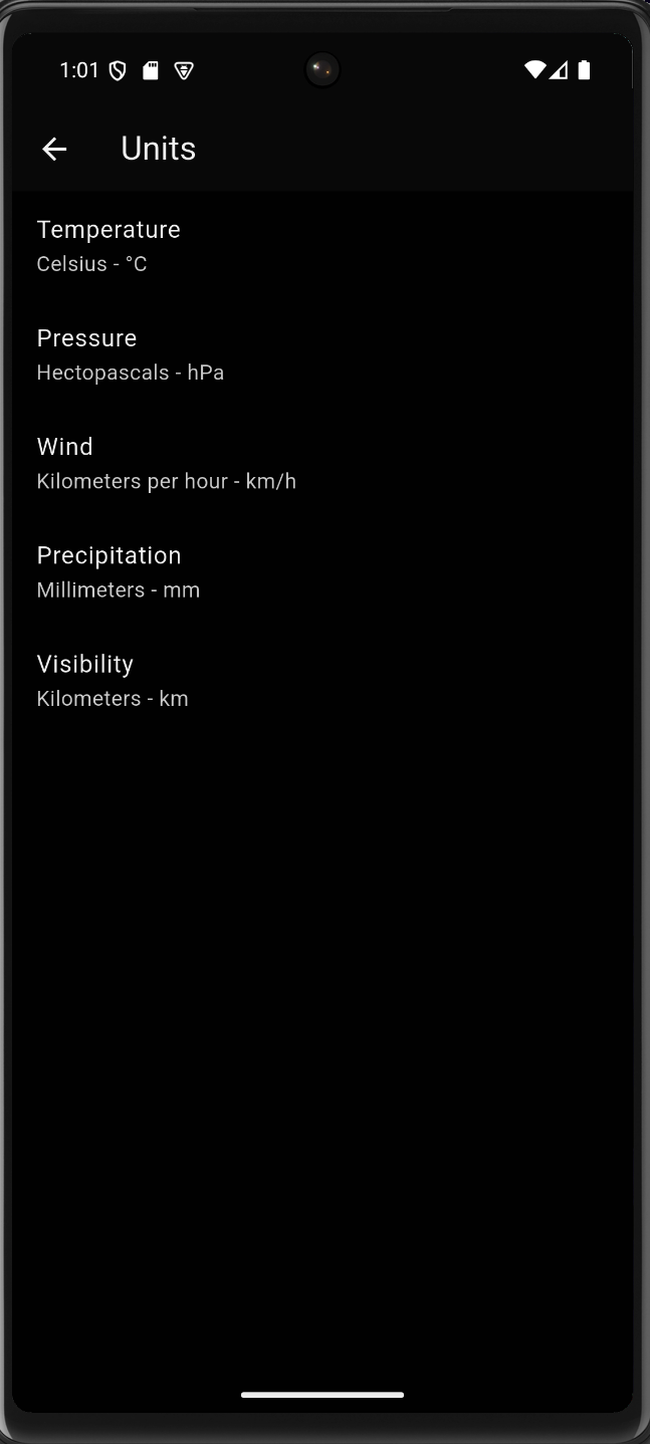 1:01
Units
Temperature
Celsius - °C
Pressure
Hectopascals - hPa
Wind
Kilometers per hour - km/h
Precipitation
Millimeters - mm
Visibility
Kilometers - km